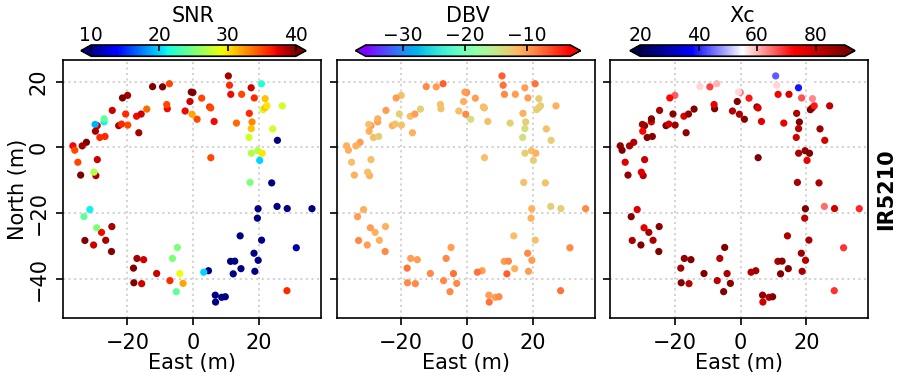 SNR DBV Xc
10 20 30 40 −30 −20 −10 20 40 60 80
20
0
−20
−40
North (m)
IR5210
−20 0 20 −20 0 20 −20 0 20
East (m) East (m) East (m)